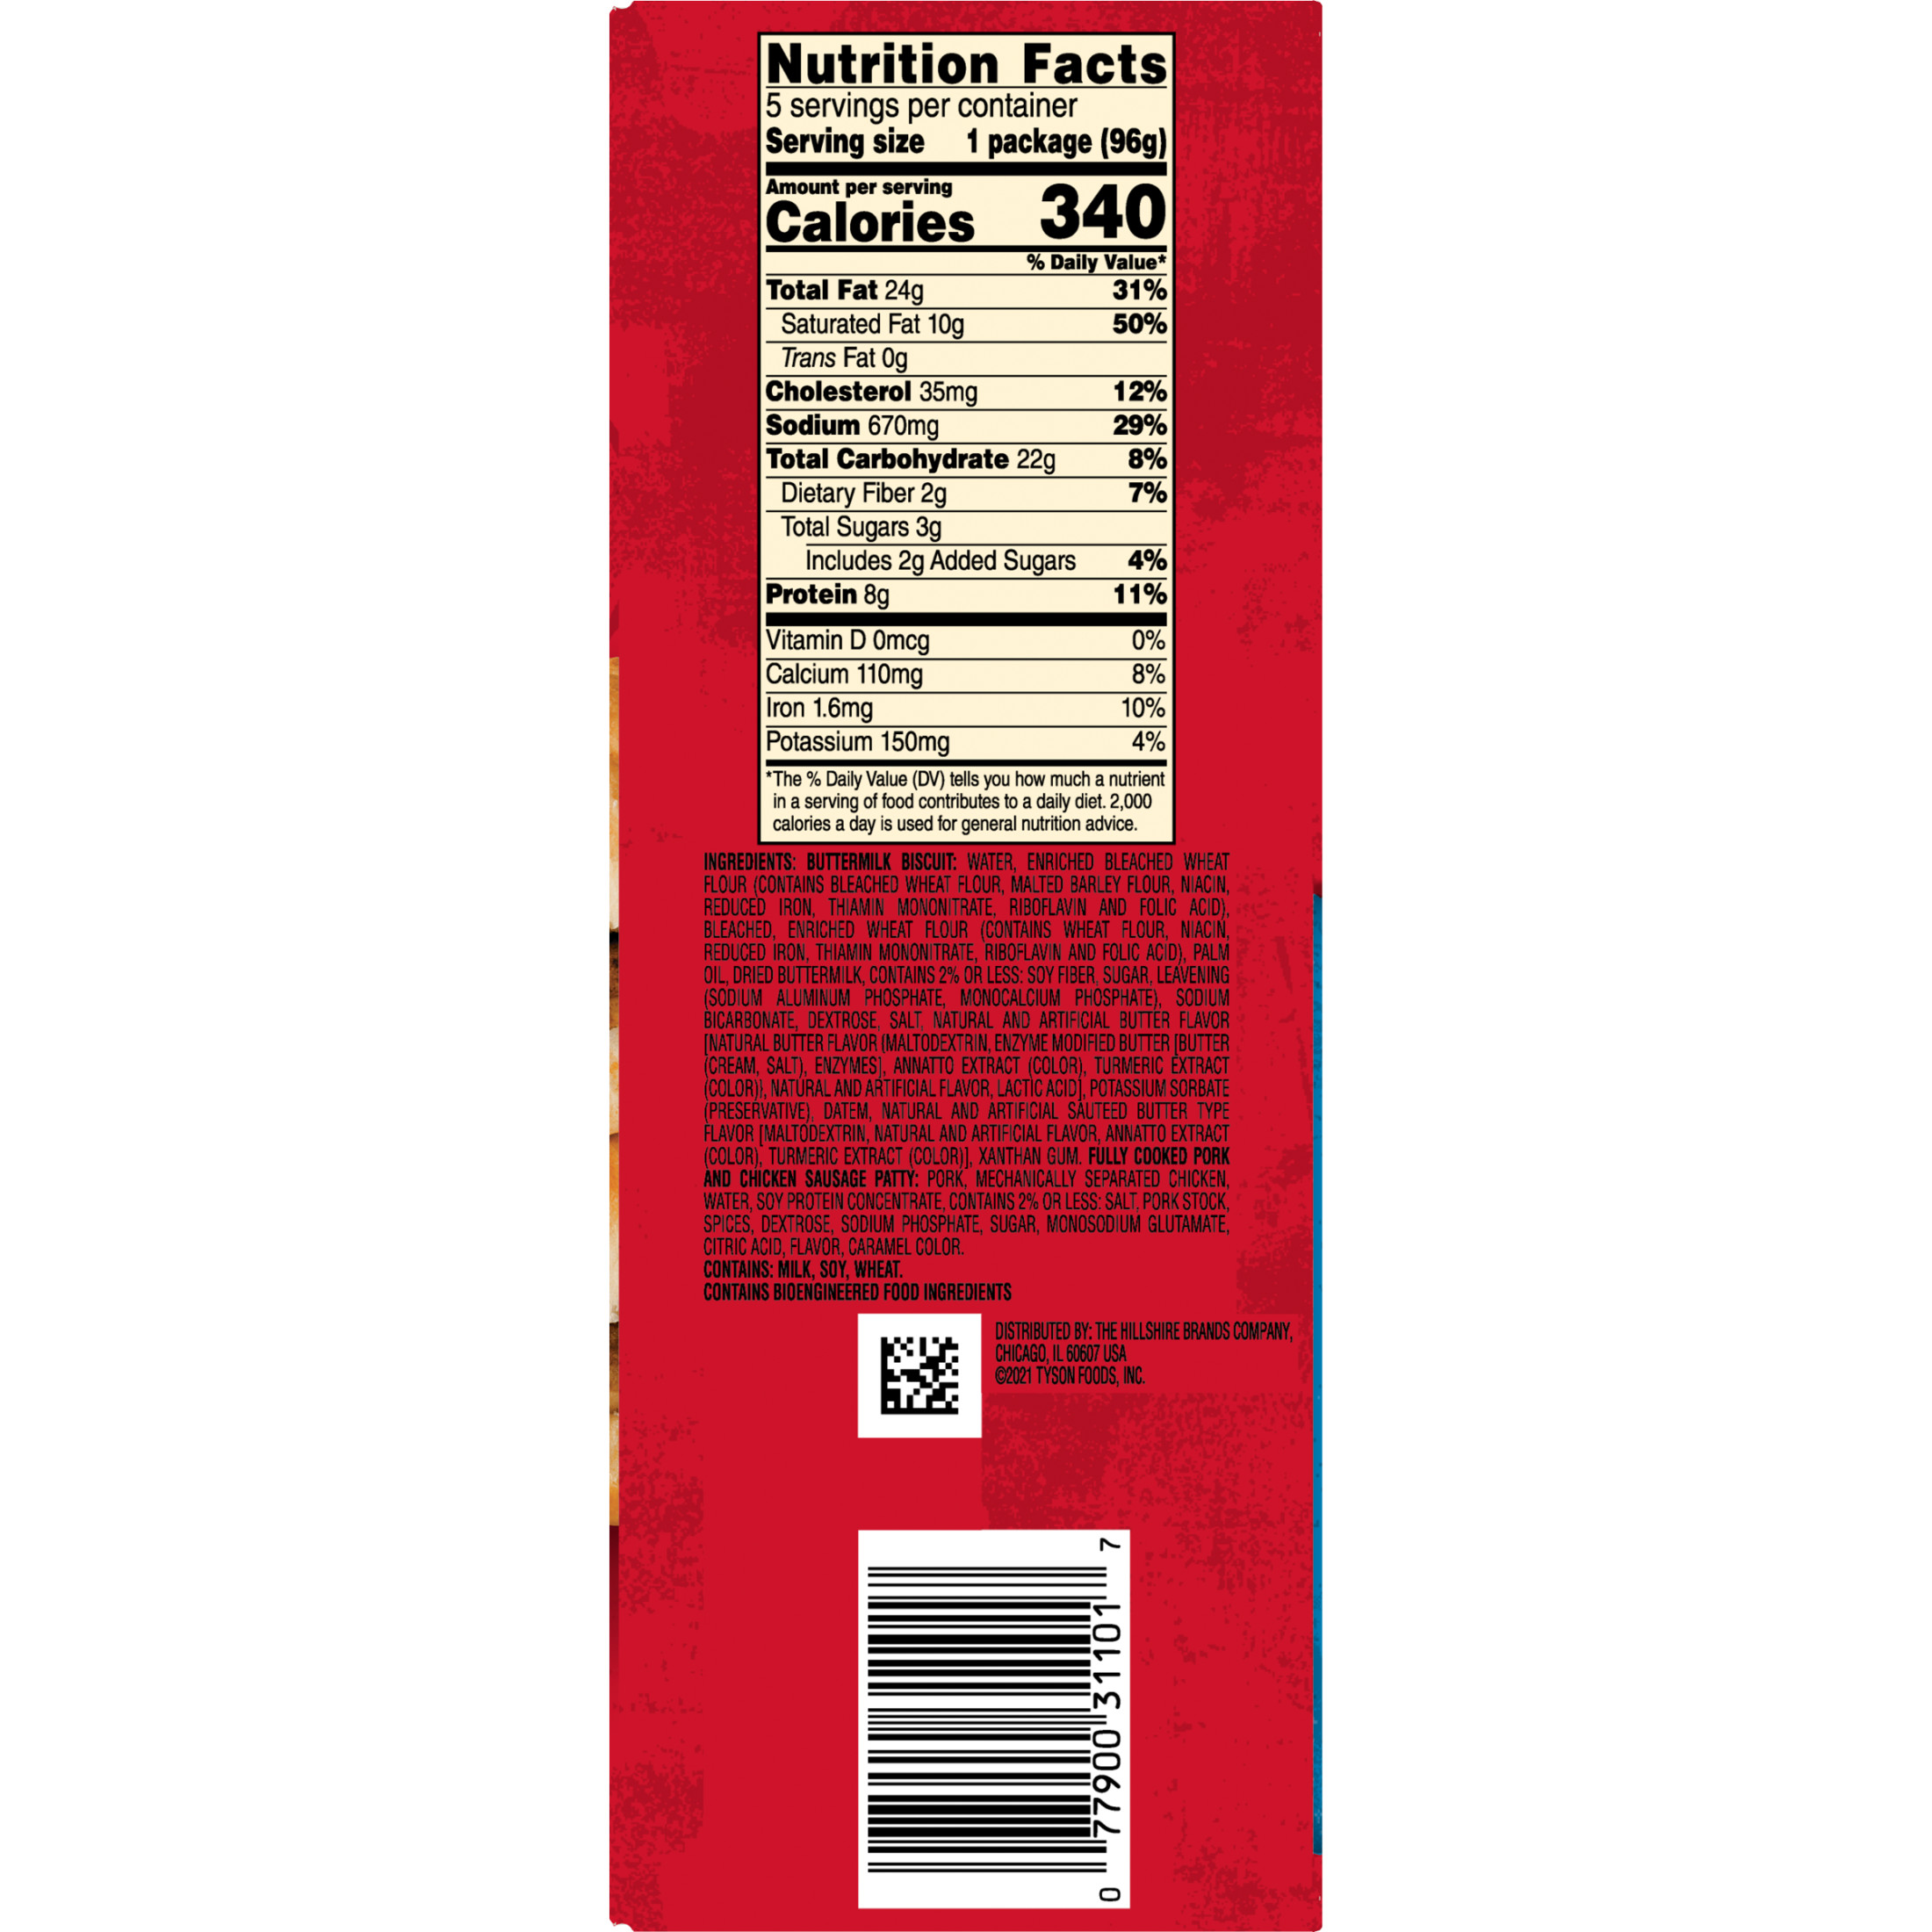 Nutrition Facts
5 servings per container
Serving size 1 package (96g)
Amount per serving
Calories 340
% Daily Value*
Total Fat 24g 31%
Saturated Fat 10g 50%
Trans Fat 0g
Cholesterol 35mg 12%
Sodium 670mg 29%
Total Carbohydrate 22g 8%
Dietary Fiber 2g 7%
Total Sugars 3g
Includes 2g Added Sugars 4%
Protein 8g 11%
Vitamin D 0mcg 0%
Calcium 110mg 8%
Iron 1.6mg 10%
Potassium 150mg 4%
*The % Daily Value (DV) tells you how much a nutrient
in a serving of food contributes to a daily diet. 2,000
calories a day is used for general nutrition advice.
INGREDIENTS: BUTTERMILK BISCUIT: WATER, ENRICHED BLEACHED WHEAT
FLOUR (CONTAINS BLEACHED WHEAT FLOUR, MALTED BARLEY FLOUR, NIACIN,
REDUCED IRON, THIAMIN MONONITRATE, RIBOFLAVIN AND FOLIC ACID),
BLEACHED, ENRICHED WHEAT FLOUR (CONTAINS WHEAT FLOUR, NIACIN,
REDUCED IRON, THIAMIN MONONITRATE, RIBOFLAVIN AND FOLIC ACID), PALM
OIL, DRIED BUTTERMILK, CONTAINS 2% OR LESS: SOY FIBER, SUGAR, LEAVENING
(SODIUM ALUMINUM PHOSPHATE, MONOCALCIUM PHOSPHATE), SODIUM
BICARBONATE, DEXTROSE, SALT, NATURAL AND ARTIFICIAL BUTTER FLAVOR
[NATURAL BUTTER FLAVOR (MALTODEXTRIN, ENZYME MODIFIED BUTTER [BUTTER
(CREAM, SALT), ENZYMES], ANNATTO EXTRACT (COLOR), TURMERIC EXTRACT
(COLOR), NATURAL AND ARTIFICIAL FLAVOR, LACTIC ACID], POTASSIUM SORBATE
(PRESERVATIVE), DATEM, NATURAL AND ARTIFICIAL SAUTEED BUTTER TYPE
FLAVOR [MALTODEXTRIN, NATURAL AND ARTIFICIAL FLAVOR, ANNATTO EXTRACT
(COLOR), TURMERIC EXTRACT (COLOR)], XANTHAN GUM. FULLY COOKED PORK
AND CHICKEN SAUSAGE PATTY: PORK, MECHANICALLY SEPARATED CHICKEN,
WATER, SOY PROTEIN CONCENTRATE, CONTAINS 2% OR LESS: SALT, PORK STOCK,
SPICES, DEXTROSE, SODIUM PHOSPHATE, SUGAR, MONOSODIUM GLUTAMATE,
CITRIC ACID, FLAVOR, CARAMEL COLOR.
CONTAINS: MILK, SOY, WHEAT.
CONTAINS BIOENGINEERED FOOD INGREDIENTS
DISTRIBUTED BY: THE HILLSHIRE BRANDS COMPANY,
CHICAGO, IL 60607 USA
©2021 TYSON FOODS, INC.
0 77900 31101 7